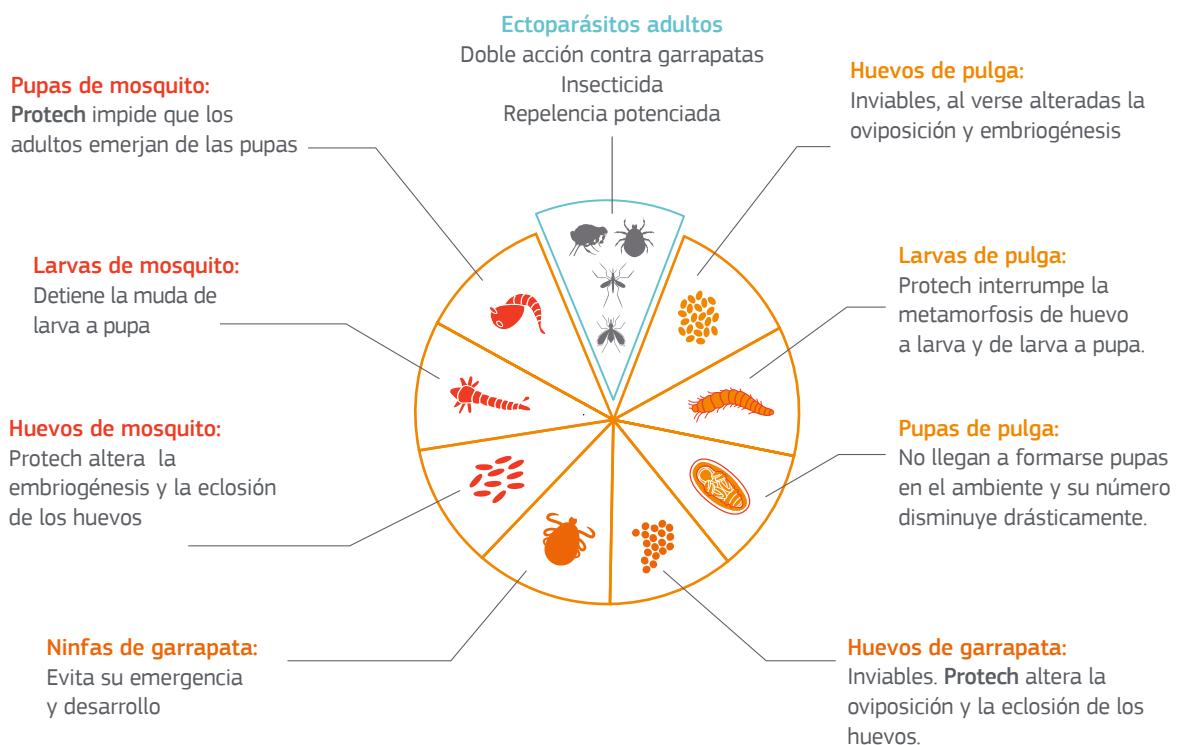 Ectoparásitos adultos
Doble acción contra garrapatas
Insecticida
Repelencia potenciada
Huevos de pulga:
Inviables, al verse alteradas la
oviposición y embriogénesis
Larvas de pulga:
Protech interrumpe la
metamorfosis de huevo
a larva y de larva a pupa.
Pupas de pulga:
No llegan a formarse pupas
en el ambiente y su número
disminuye drásticamente.
Huevos de garrapata:
Inviables. Protech altera la
oviposición y la eclosión de los
huevos.
Ninfas de garrapata:
Evita su emergencia
y desarrollo
Huevos de mosquito:
Protech altera la
embriogénesis y la eclosión
de los huevos
Larvas de mosquito:
Detiene la muda de
larva a pupa
Pupas de mosquito:
Protech impide que los
adultos emerjan de las pupas